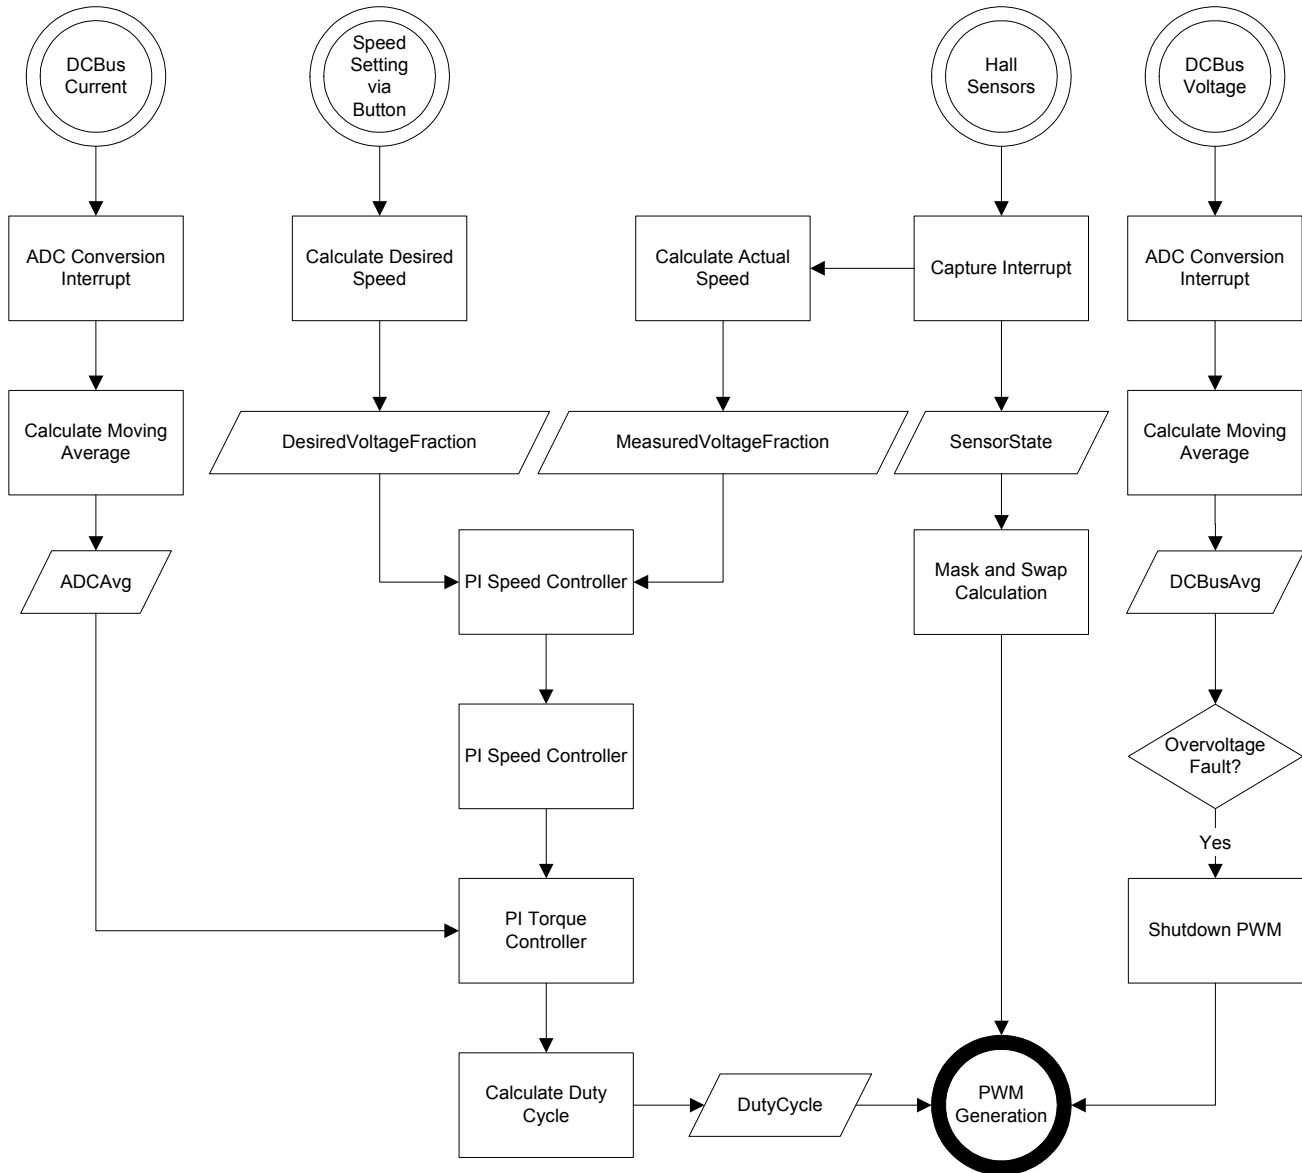 DCBus
Current
Speed
Setting
via
Button
Hall
Sensors
DCBus
Voltage
ADC Conversion
Interrupt
Calculate Desired
Speed
Calculate Actual
Speed
Capture Interrupt
ADC Conversion
Interrupt
Calculate Moving
Average
DesiredVoltageFraction
MeasuredVoltageFraction
SensorState
Calculate Moving
Average
ADCAvg
PI Speed Controller
Mask and Swap
Calculation
DCBusAvg
PI Speed Controller
Overvoltage
Fault?
Yes
PI Torque
Controller
Shutdown PWM
Calculate Duty
Cycle
DutyCycle
PWM
Generation